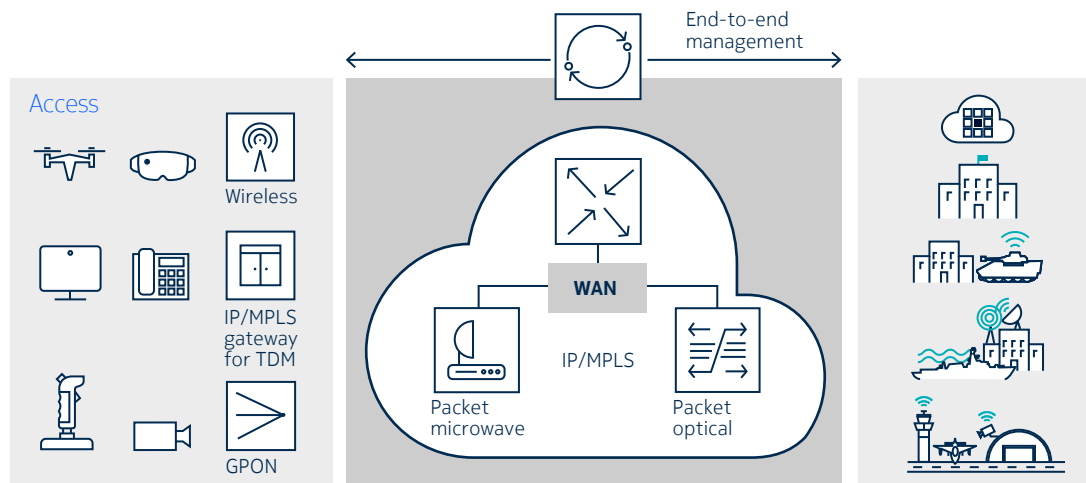 End-to-end
management
Access
Wireless
IP/MPLS
gateway
for TDM
GPON
WAN
IP/MPLS
Packet
microwave
Packet
optical